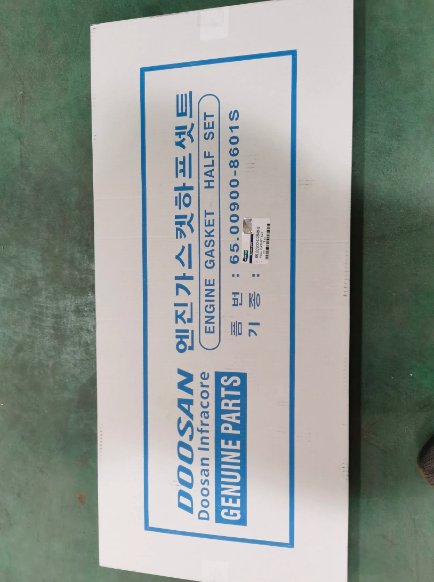 DOOSAN
Doosan Infracore
GENUINE PARTS
엔진가스켓하프셋트
ENGINE GASKET - HALF SET
품 번 : 65.00900-8601S
기 종 :